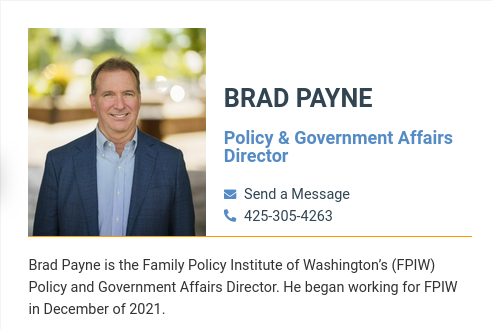 BRAD PAYNE
Policy & Government Affairs
Director
Send a Message
425-305-4263
Brad Payne is the Family Policy Institute of Washington's (FPIW)
Policy and Government Affairs Director. He began working for FPIW
in December of 2021.